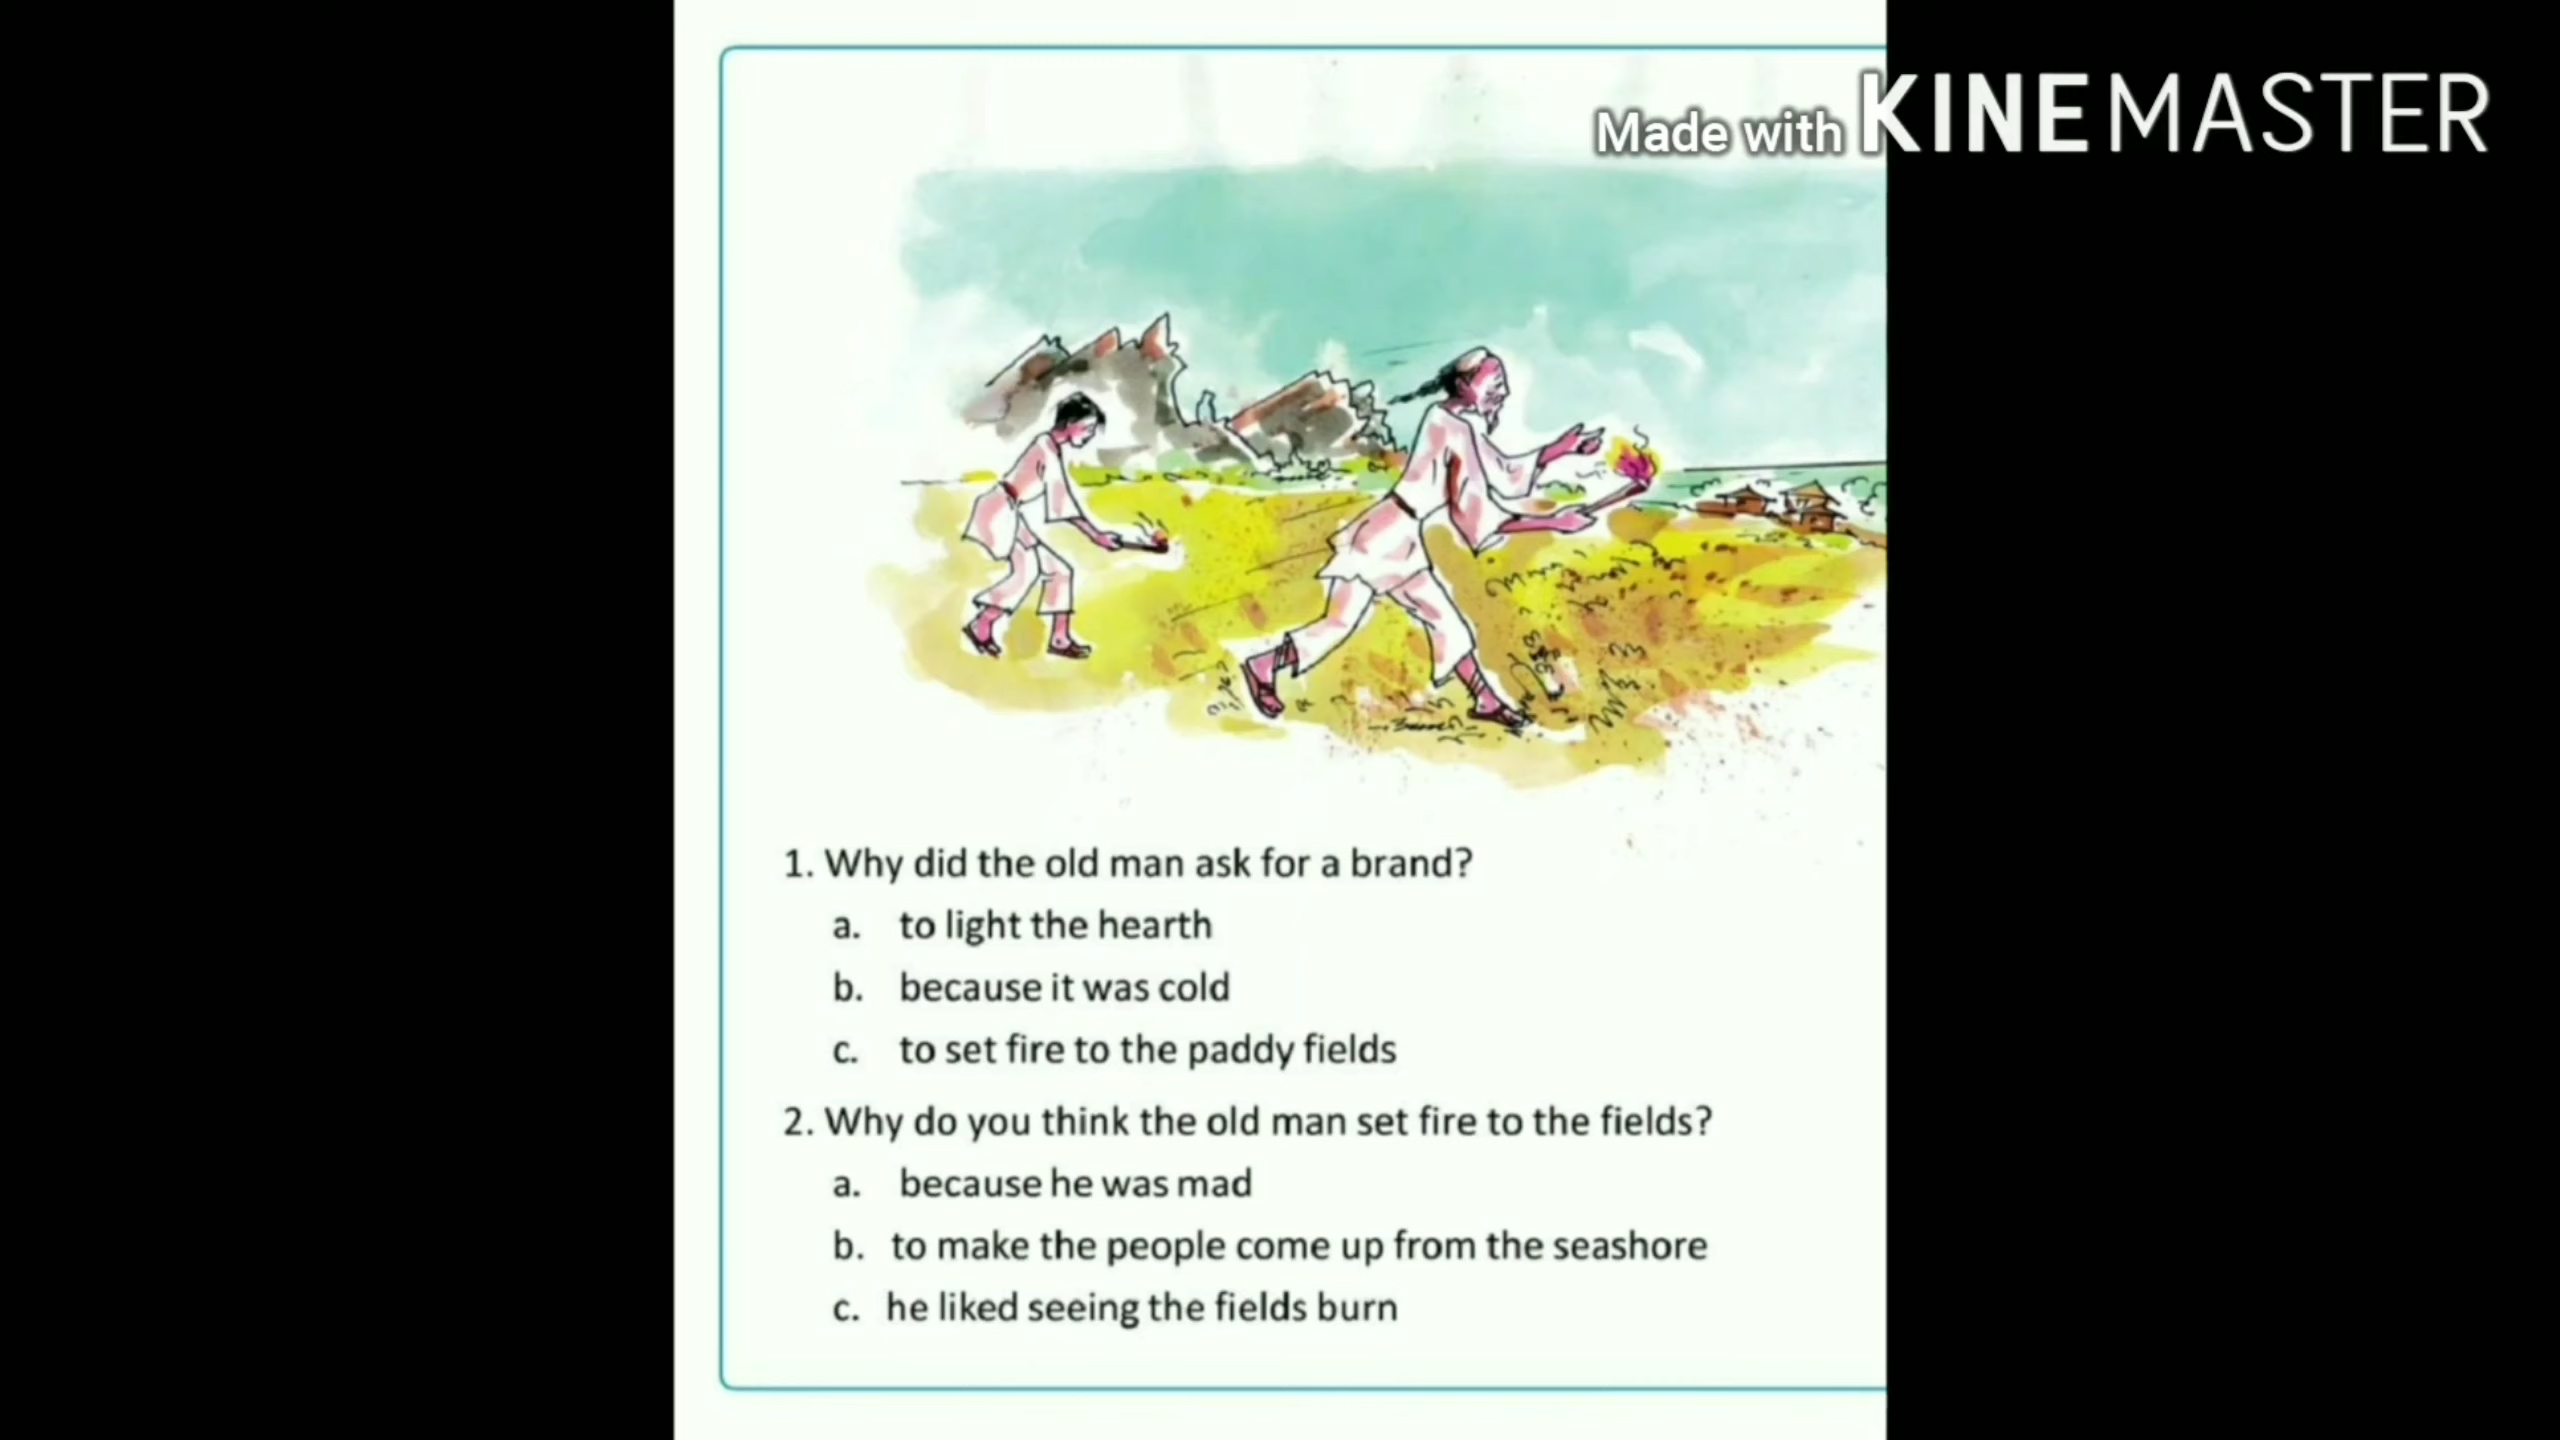 Made with KINEMASTER
1. Why did the old man ask for a brand?
a. to light the hearth
b. because it was cold
c. to set fire to the paddy fields
2. Why do you think the old man set fire to the fields?
a. because he was mad
b. to make the people come up from the seashore
c. he liked seeing the fields burn